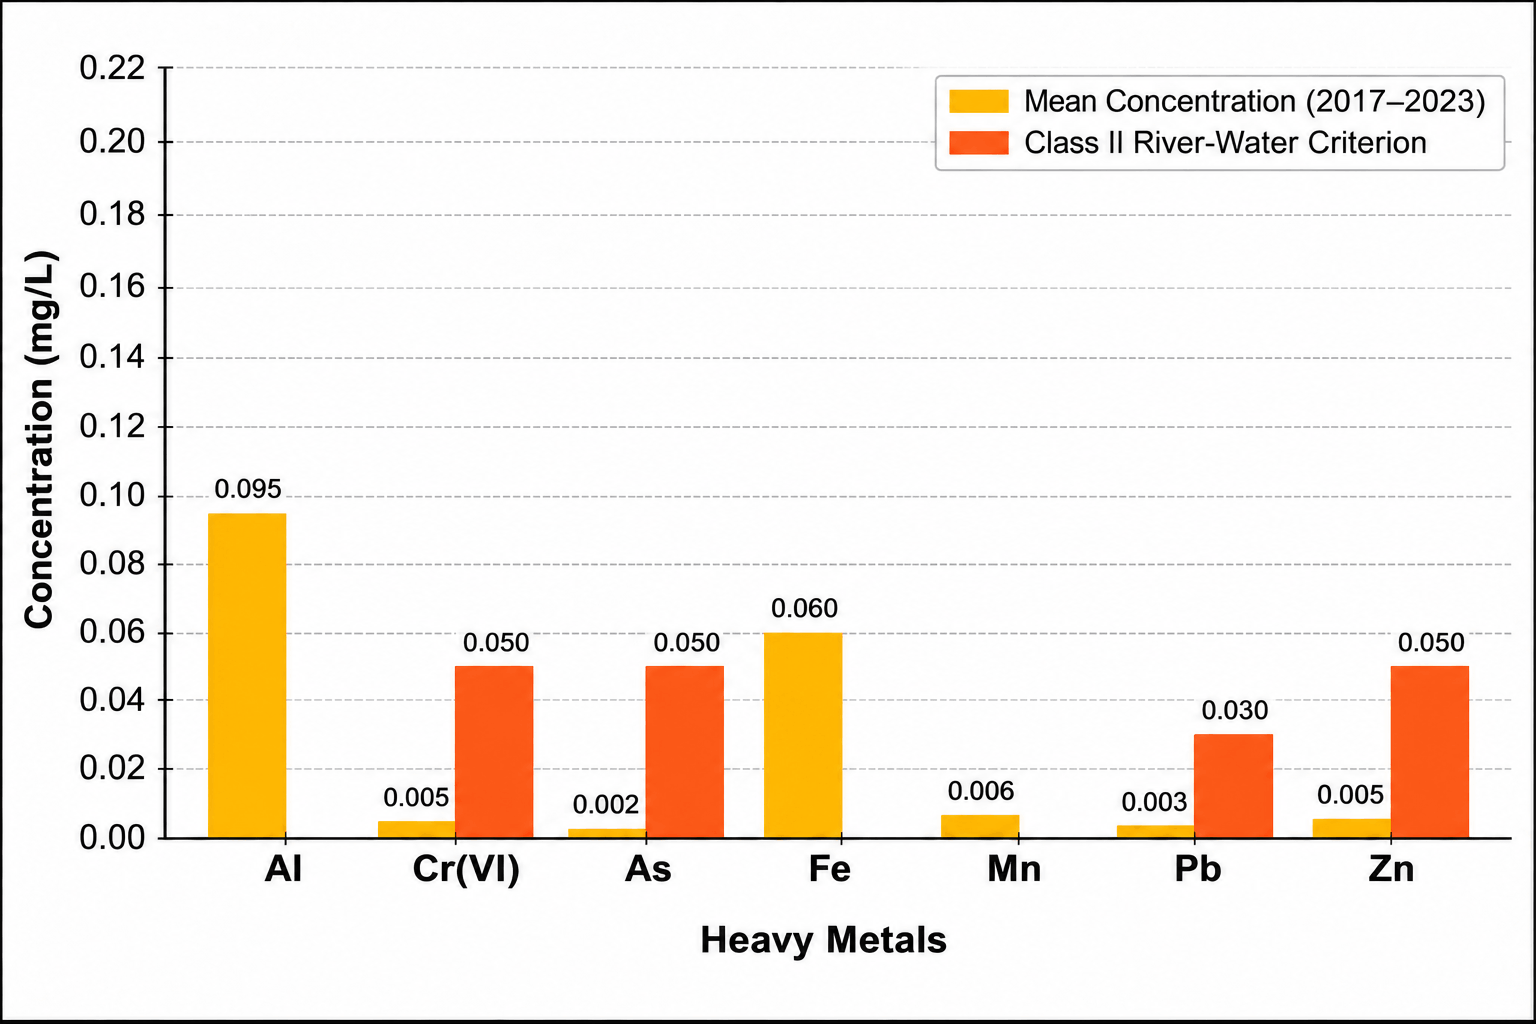 Mean Concentration (2017–2023)
Class II River-Water Criterion
Concentration (mg/L)
0.22
0.20
0.18
0.16
0.14
0.12
0.10
0.08
0.06
0.04
0.02
0.00
0.095
0.005
0.050
0.002
0.050
0.060
0.006
0.003
0.030
0.005
0.050
Al
Cr(VI)
As
Fe
Mn
Pb
Zn
Heavy Metals